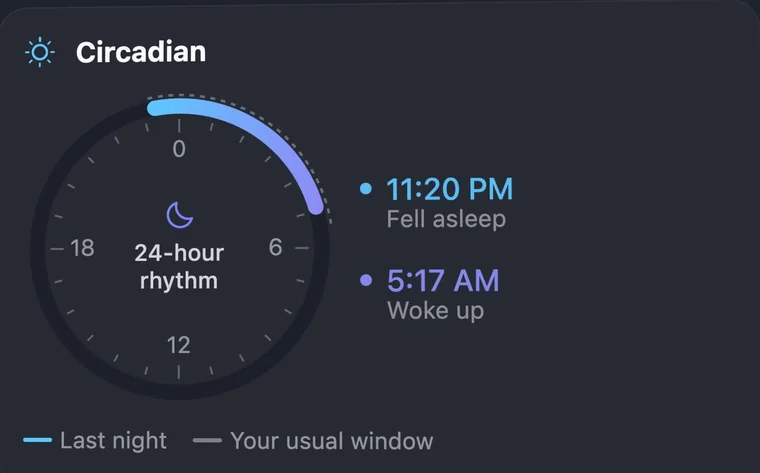 Circadian
0
18
24-hour
rhythm
6
12
11:20 PM
Fell asleep
5:17 AM
Woke up
Last night
Your usual window